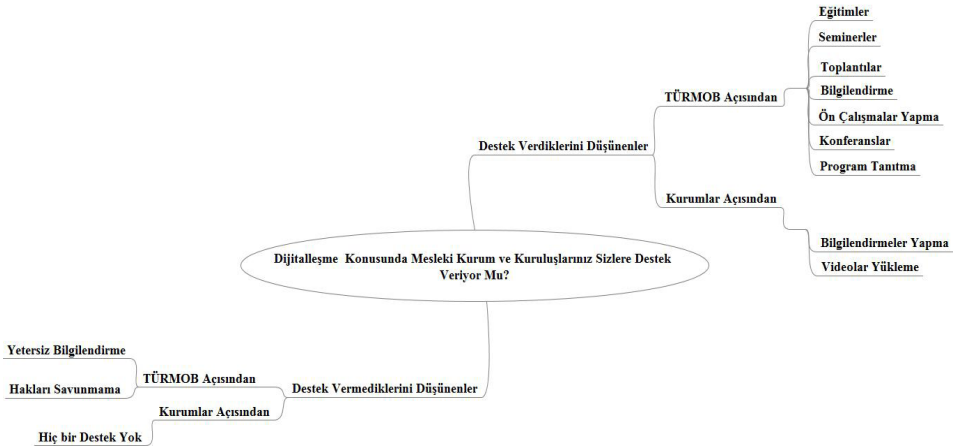 Eğitimler
Seminerler
Toplantılar
TÜRMOB Açısından
Bilgilendirme
Ön Çalışmalar Yapma
Konferanslar
Program Tanıtma
Destek Verdiklerini Düşünenler
Kurumlar Açısından
Bilgilendirmeler Yapma
Videolar Yükleme
Dijitalleşme Konusunda Mesleki Kurum ve Kuruluşlarınız Sizlere Destek
Veriyor Mu?
Yetersiz Bilgilendirme
TÜRMOB Açısından
Hakları Savunmama
Destek Vermediklerini Düşünenler
Kurumlar Açısından
Hiç bir Destek Yok